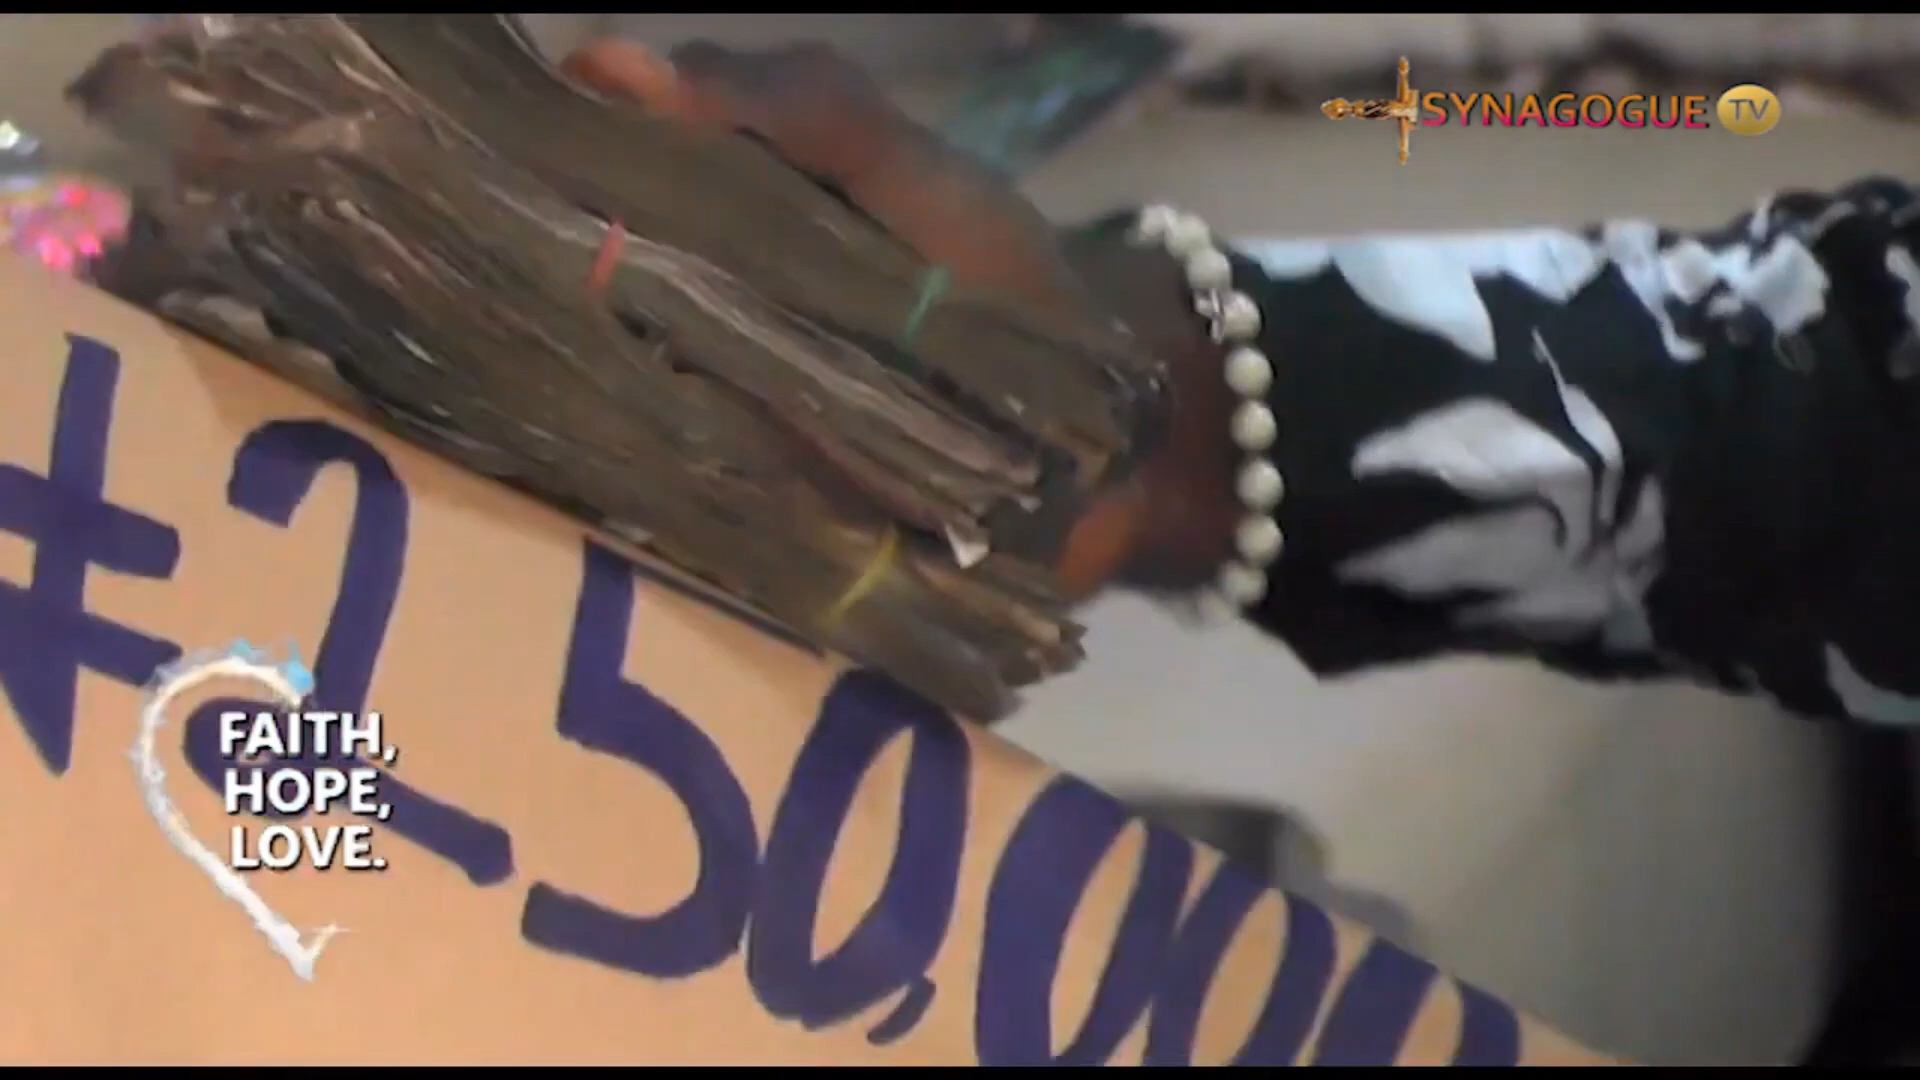 SYNAGOGUE TV
₦250,000
FAITH,
HOPE,
LOVE.